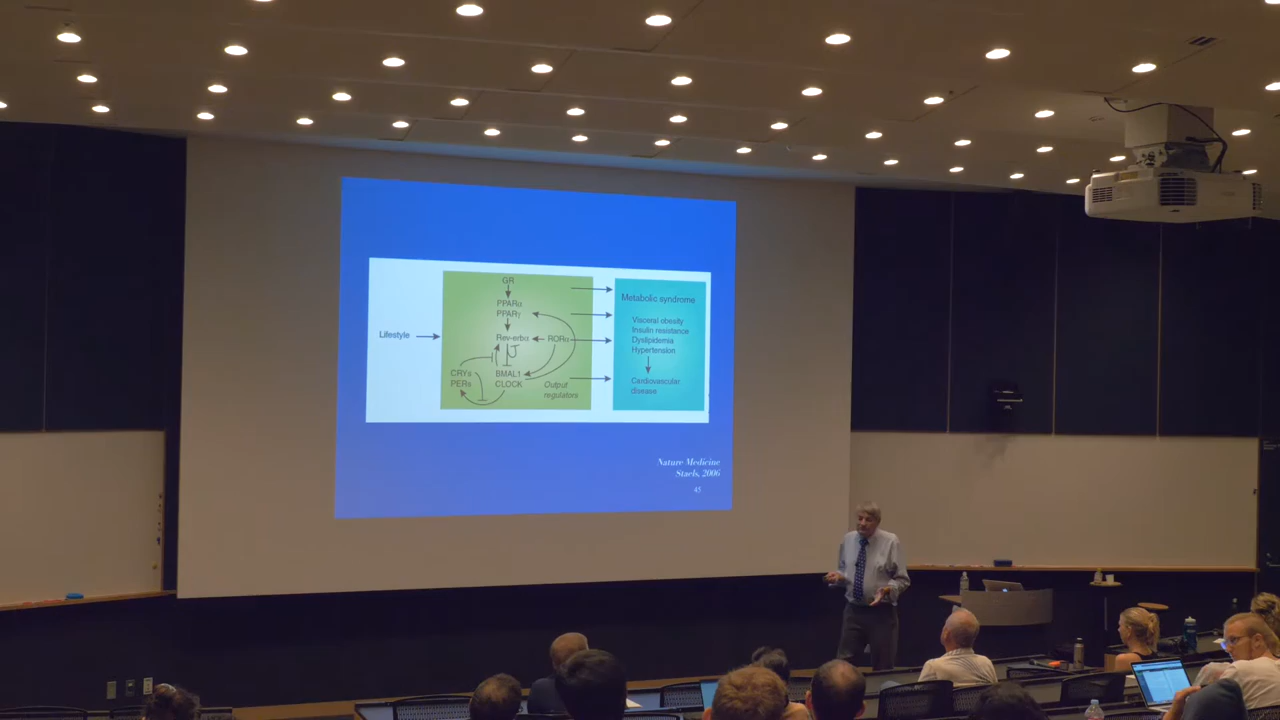 GR
PPARα
PPARγ
Lifestyle
Rev-erbα
RORα
CRYs
PERs
BMAL1
CLOCK
Output
regulators
Metabolic syndrome
Visceral obesity
Insulin resistance
Dyslipidemia
Hypertension
Cardiovascular
disease
Nature Medicine
Staels, 2006
45